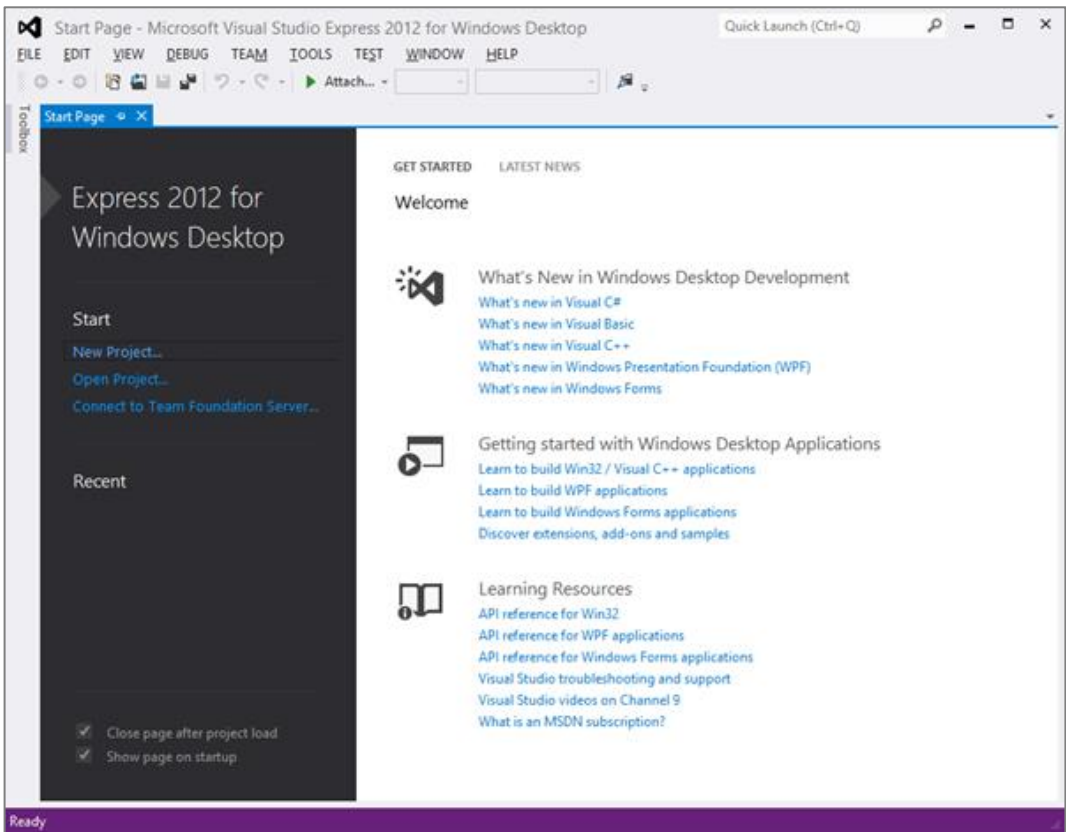 Start Page - Microsoft Visual Studio Express 2012 for Windows Desktop
Quick Launch (Ctrl+Q)
FILE EDIT VIEW DEBUG TEAM TOOLS TEST WINDOW HELP
Attach...
Toolbox
Start Page
Express 2012 for
Windows Desktop
Start
New Project...
Open Project...
Connect to Team Foundation Server...
Recent
Close page after project load
Show page on startup
GET STARTED LATEST NEWS
Welcome
What's New in Windows Desktop Development
What's new in Visual C#
What's new in Visual Basic
What's new in Visual C++
What's new in Windows Presentation Foundation (WPF)
What's new in Windows Forms
Getting started with Windows Desktop Applications
Learn to build Win32 / Visual C++ applications
Learn to build WPF applications
Learn to build Windows Forms applications
Discover extensions, add-ons and samples
Learning Resources
API reference for Win32
API reference for WPF applications
API reference for Windows Forms applications
Visual Studio troubleshooting and support
Visual Studio videos on Channel 9
What is an MSDN subscription?
Ready